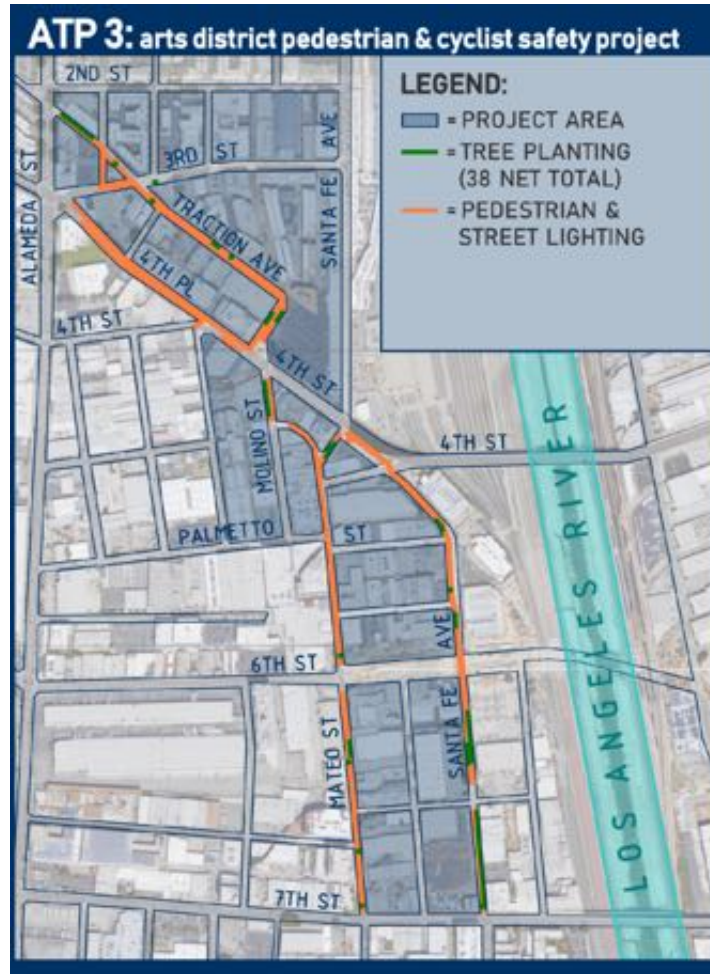 ATP 3: arts district pedestrian & cyclist safety project
LEGEND:
= PROJECT AREA
= TREE PLANTING
(38 NET TOTAL)
= PEDESTRIAN &
STREET LIGHTING
2ND ST
3RD ST
AVE
SANTA FE
ALAMEDA ST
TRACTION AVE
4TH PL
4TH ST
4TH ST
4TH ST
MOLINO ST
PALMETTO ST
6TH ST
AVE
SANTA FE
MATEO ST
7TH ST
LOS ANGELES RIVER